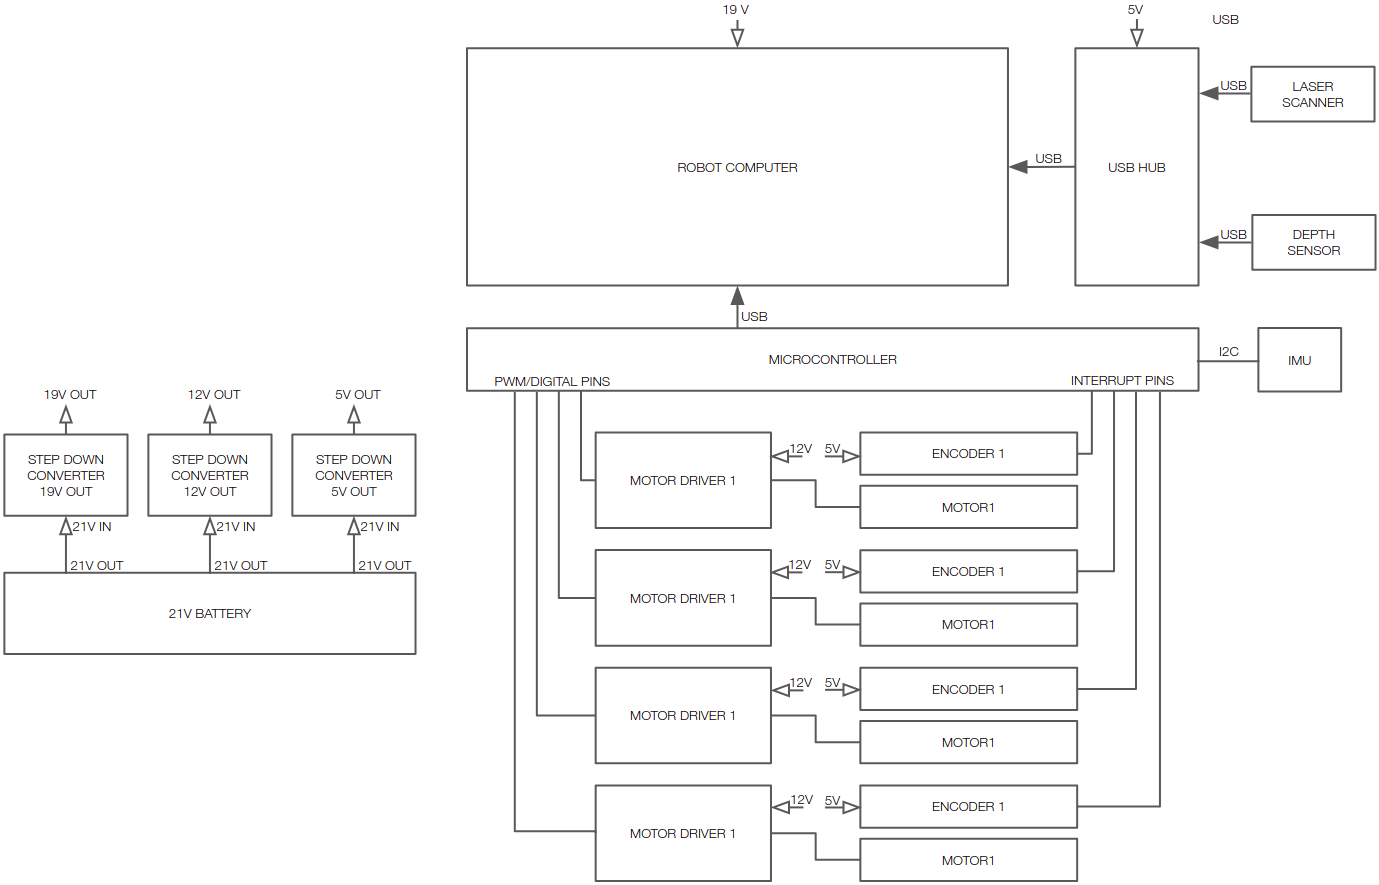 19 V
5V
USB
USB
LASER
SCANNER
ROBOT COMPUTER
USB
USB HUB
USB
DEPTH
SENSOR
USB
MICROCONTROLLER
I2C
IMU
PWM/DIGITAL PINS
INTERRUPT PINS
19V OUT
12V OUT
5V OUT
STEP DOWN
CONVERTER
19V OUT
STEP DOWN
CONVERTER
12V OUT
STEP DOWN
CONVERTER
5V OUT
21V IN
21V IN
21V IN
21V OUT
21V OUT
21V OUT
21V BATTERY
MOTOR DRIVER 1
12V
5V
ENCODER 1
MOTOR1
MOTOR DRIVER 1
12V
5V
ENCODER 1
MOTOR1
MOTOR DRIVER 1
12V
5V
ENCODER 1
MOTOR1
MOTOR DRIVER 1
12V
5V
ENCODER 1
MOTOR1